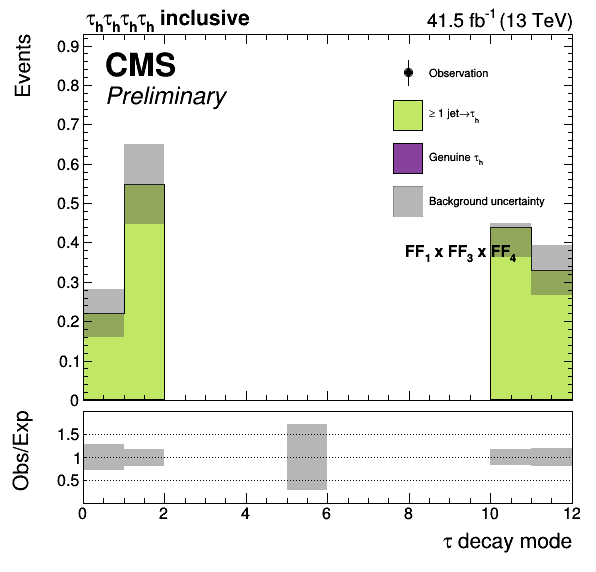 τhτhτhτh inclusive 41.5 fb-1 (13 TeV)
Events
0.9
0.8
0.7
0.6
0.5
0.4
0.3
0.2
0.1
0
CMS
Preliminary
Observation
≥ 1 jet→τh
Genuine τh
Background uncertainty
FF1 x FF3 x FF4
Obs/Exp
1.5
1
0.5
0 2 4 6 8 10 12
τ decay mode